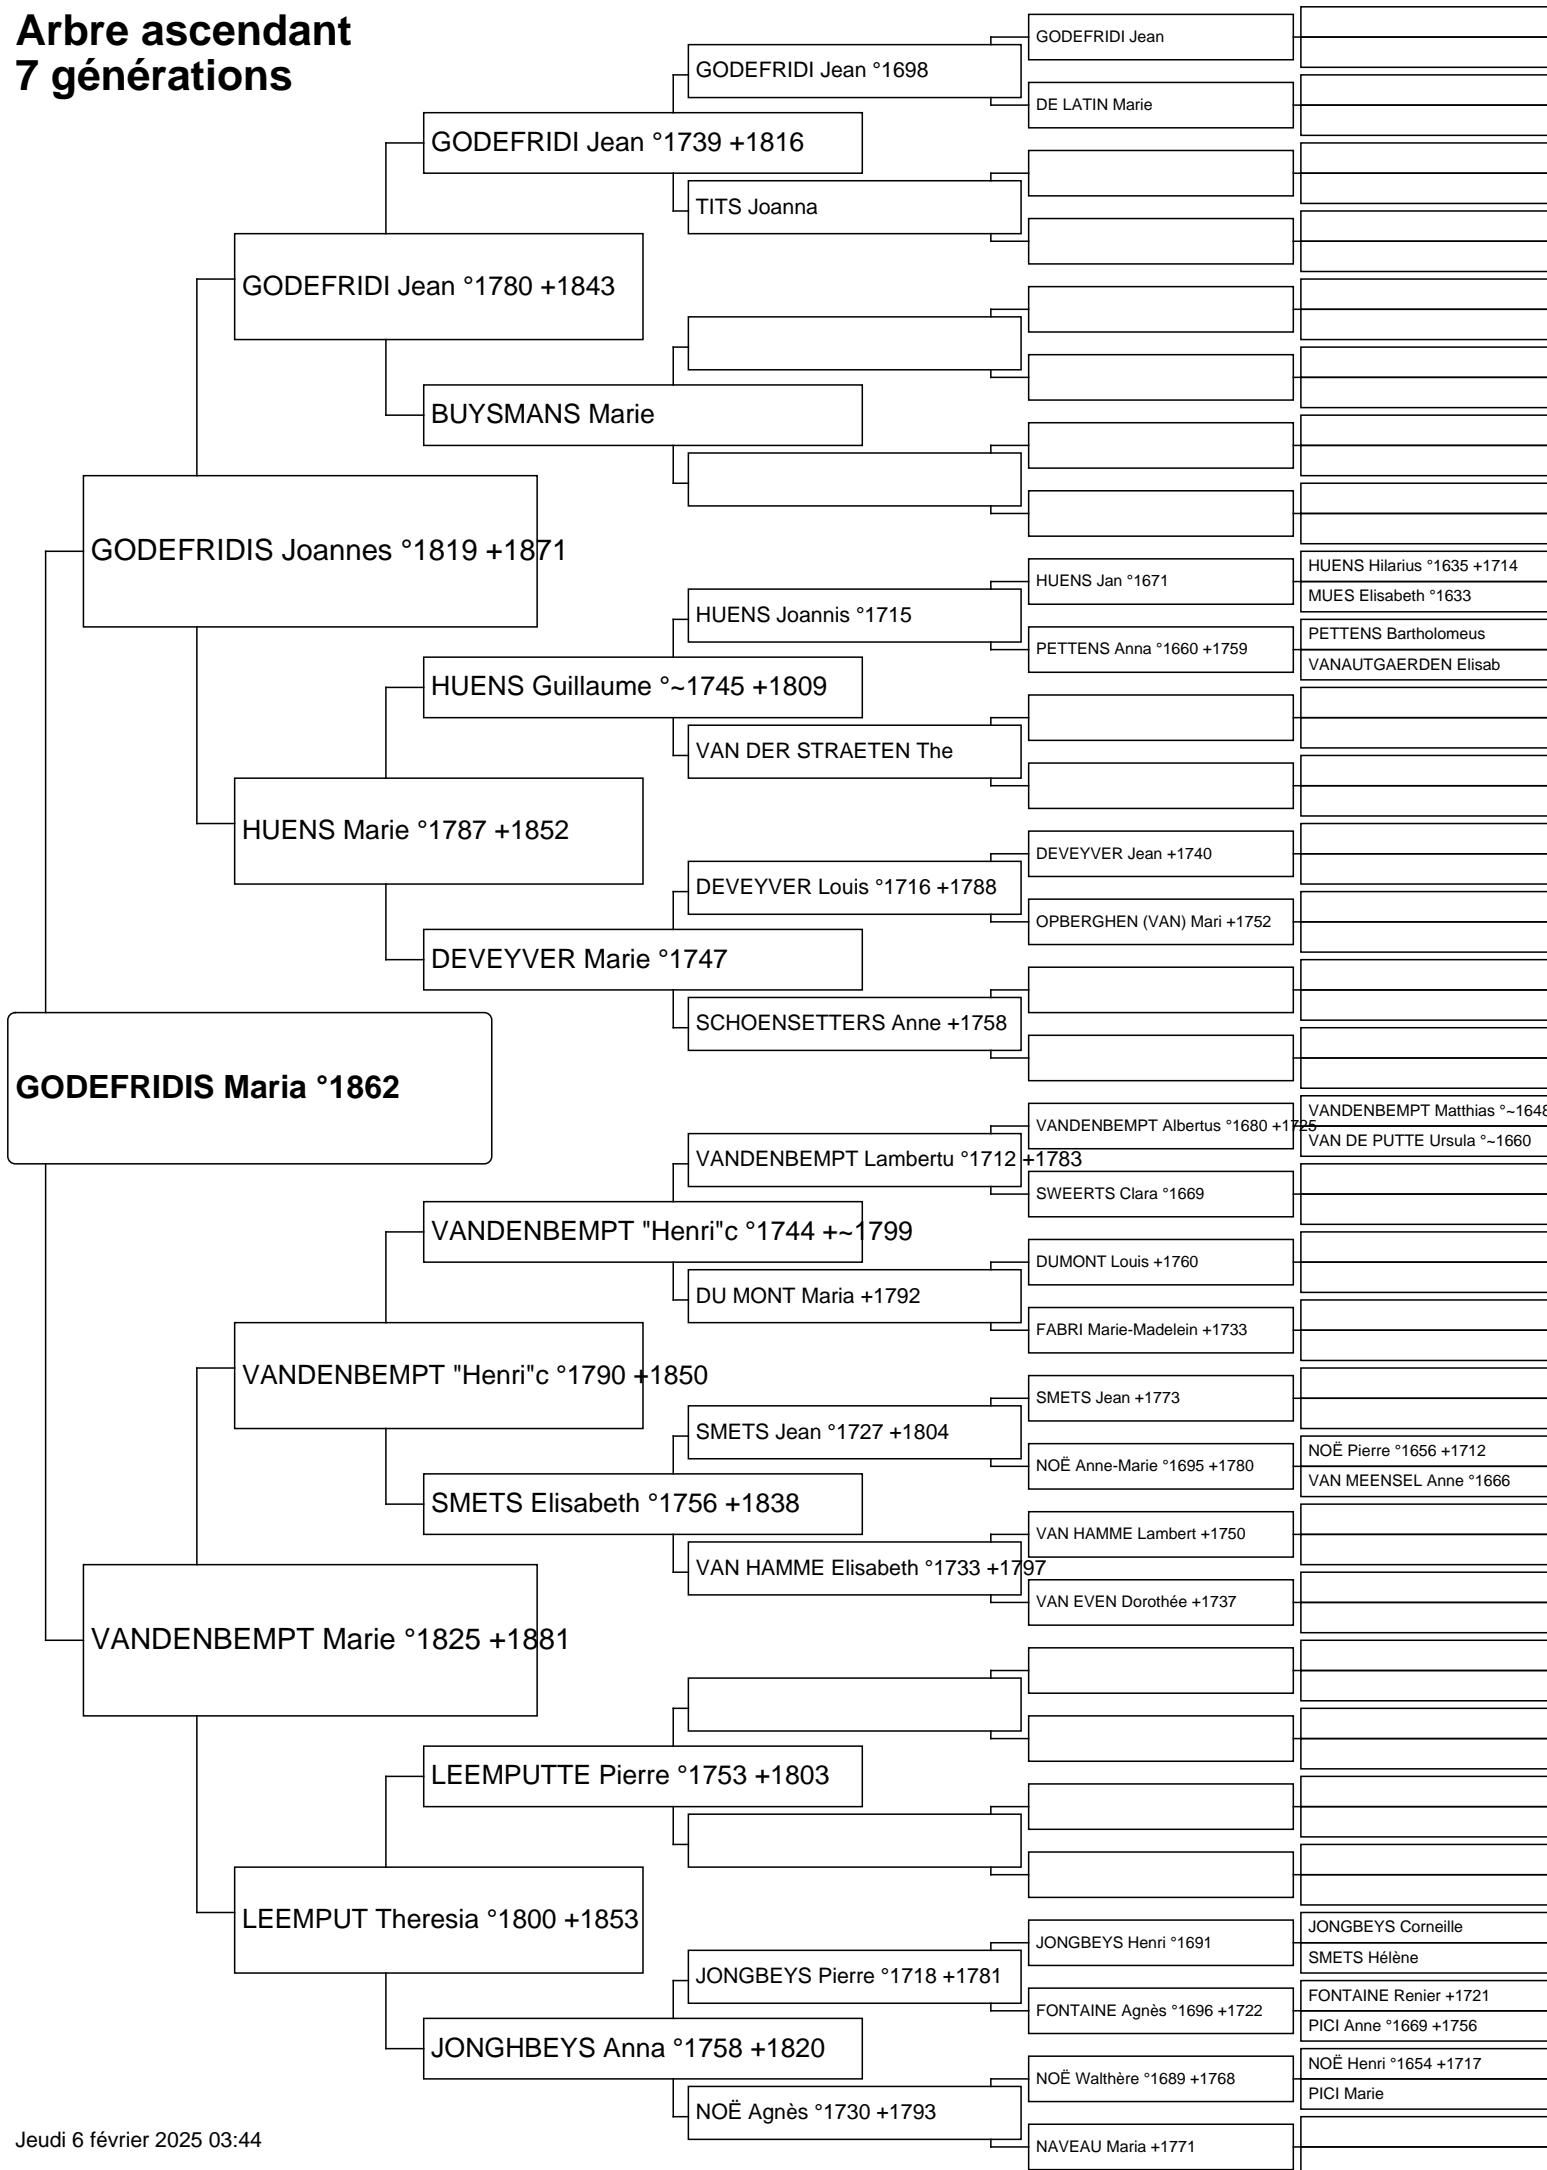 Arbre ascendant
7 générations
GODEFRIDI Jean
GODEFRIDI Jean °1698
DE LATIN Marie
GODEFRIDI Jean °1739 +1816
TITS Joanna
GODEFRIDI Jean °1780 +1843
BUYSMANS Marie
GODEFRIDIS Joannes °1819 +1871
HUENS Hilarius °1635 +1714
HUENS Jan °1671
MUES Elisabeth °1633
HUENS Joannis °1715
PETTENS Bartholomeus
PETTENS Anna °1660 +1759
VANAUTGAERDEN Elisab
HUENS Guillaume °~1745 +1809
VAN DER STRAETEN The
HUENS Marie °1787 +1852
DEVEYVER Jean +1740
DEVEYVER Louis °1716 +1788
OPBERGHEN (VAN) Mari +1752
DEVEYVER Marie °1747
SCHOENSETTERS Anne +1758
GODEFRIDIS Maria °1862
VANDENBEMPT Matthias °~1648
VANDENBEMPT Albertus °1680 +1725
VAN DE PUTTE Ursula °~1660
VANDENBEMPT Lambertu °1712 +1783
SWEERTS Clara °1669
VANDENBEMPT "Henri"c °1744 +~1799
DUMONT Louis +1760
DU MONT Maria +1792
FABRI Marie-Madelein +1733
VANDENBEMPT "Henri"c °1790 +1850
SMETS Jean +1773
SMETS Jean °1727 +1804
NOË Pierre °1656 +1712
NOË Anne-Marie °1695 +1780
VAN MEENSEL Anne °1666
SMETS Elisabeth °1756 +1838
VAN HAMME Lambert +1750
VAN HAMME Elisabeth °1733 +1797
VAN EVEN Dorothée +1737
VANDENBEMPT Marie °1825 +1881
LEEMPUTTE Pierre °1753 +1803
LEEMPUT Theresia °1800 +1853
JONGBEYS Corneille
JONGBEYS Henri °1691
SMETS Hélène
JONGBEYS Pierre °1718 +1781
FONTAINE Renier +1721
FONTAINE Agnès °1696 +1722
PICI Anne °1669 +1756
JONGHBEYS Anna °1758 +1820
NOË Henri °1654 +1717
NOË Walthère °1689 +1768
PICI Marie
NOË Agnès °1730 +1793
NAVEAU Maria +1771
Jeudi 6 février 2025 03:44